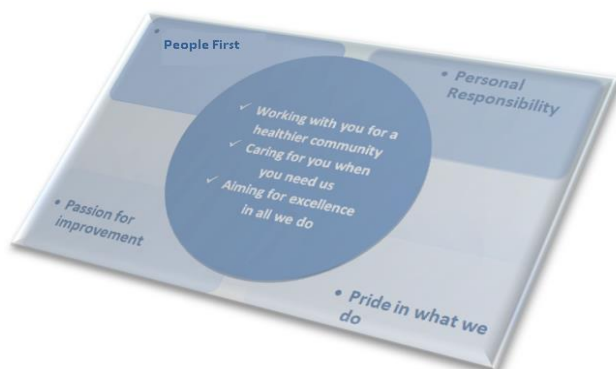 • People First
• Personal
Responsibility
✓ Working with you for a
healthier community
✓ Caring for you when
you need us
✓ Aiming for excellence
in all we do
• Passion for
improvement
• Pride in what we
do